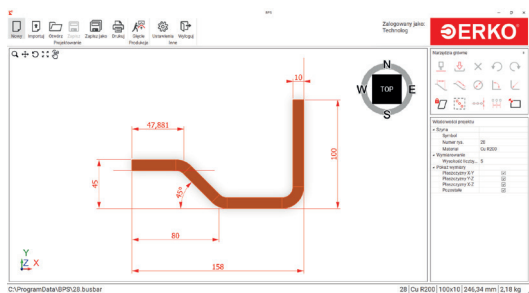 BPS
Nowy Importuj Otwórz Zapisz Zapisz jako Drukuj Gięcie Ustawienia Wyloguj
Projektowanie Produkcja Inne
Zalogowany jako:
Technolog
ERKO®
Narzędzia główne
N
W TOP E
S
10
47,881
100
45
45°
80
158
Y
Z X
Właściwości projektu
Szyna
Symbol
Numer rys. 28
Materiał Cu R200
Wymiarowanie
Wysokość liczby... 6
Pokaż wymiary
Płaszczyzny X-Y
Płaszczyzny Y-Z
Płaszczyzny X-Z
Pozostałe
C:\ProgramData\BPS\28.busbar
28 | Cu R200 | 100x10 | 246,34 mm | 2,18 kg